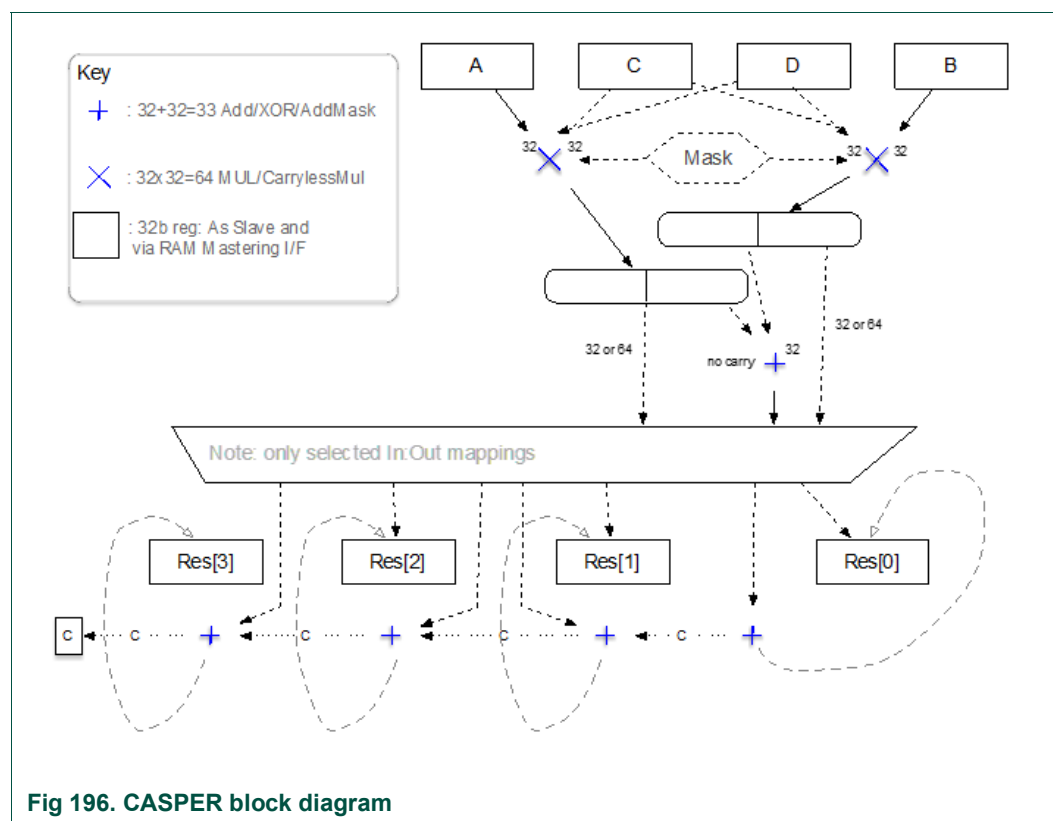 A
C
D
B
Key
: 32+32=33 Add/XOR/AddMask
: 32x32=64 MUL/CarrylessMul
: 32b reg: As Slave and
via RAM Mastering I/F
32
32
Mask
32
32
32 or 64
no carry
32
32 or 64
Note: only selected In:Out mappings
Res[3]
Res[2]
Res[1]
Res[0]
C
C
C
C
C
Fig 196. CASPER block diagram